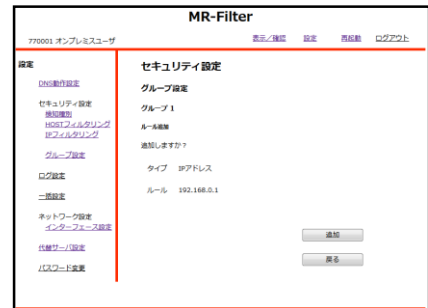 MR-Filter
770001 オンプレミスユーザ
表示／確認 設定 再起動 ログアウト
設定
DNS動作設定
セキュリティ設定
検知種別
HOSTフィルタリング
IPフィルタリング
グループ設定
ログ設定
一括設定
ネットワーク設定
インターフェース設定
代替サーバ設定
パスワード変更
セキュリティ設定
グループ設定
グループ 1
ルール追加
追加しますか？
タイプ IPアドレス
ルール 192.168.0.1
追加
戻る